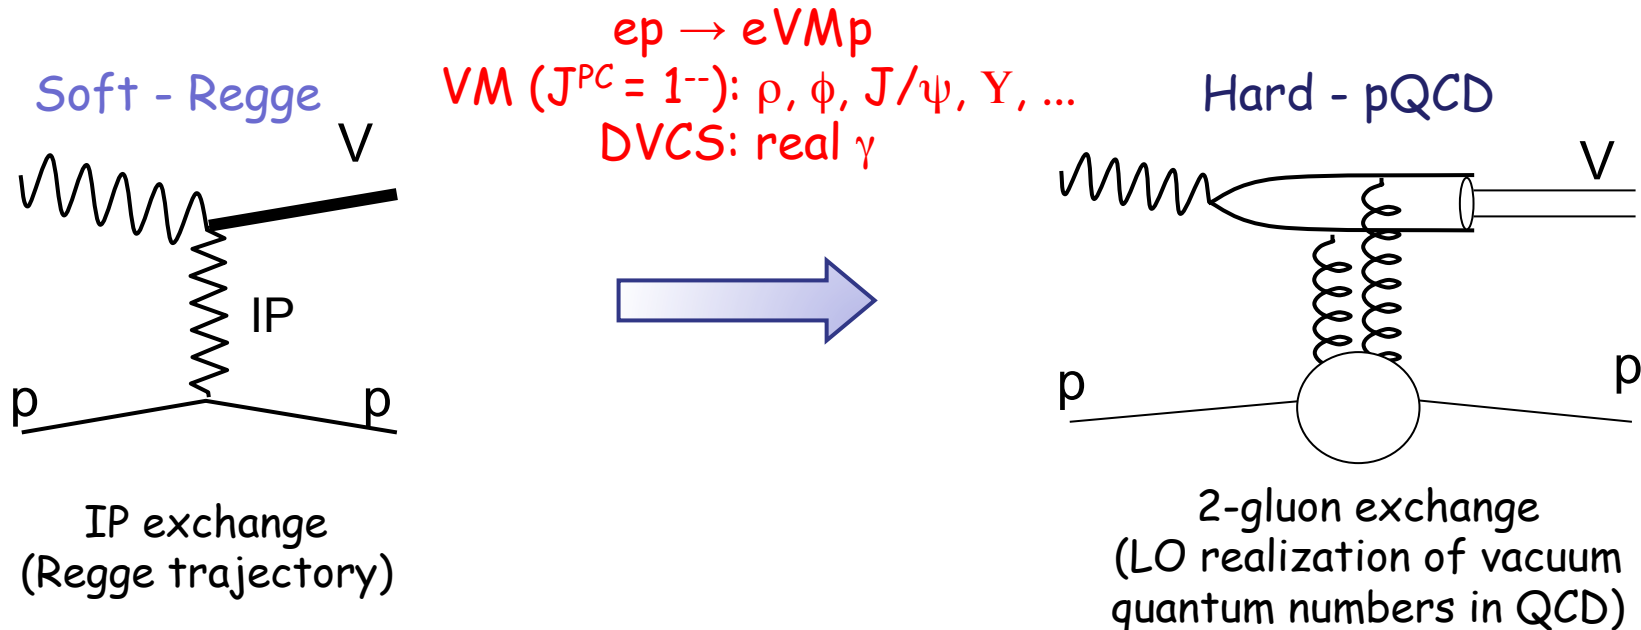 ep → eVMp
VM (J^PC = 1^--): ρ, ϕ, J/ψ, Υ, ...
DVCS: real γ
Soft - Regge
V
IP
p
p
IP exchange
(Regge trajectory)
Hard - pQCD
V
p
p
2-gluon exchange
(LO realization of vacuum
quantum numbers in QCD)